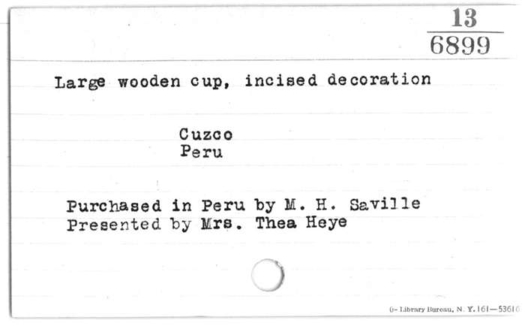 13
6899
Large wooden cup, incised decoration
Cuzco
Peru
Purchased in Peru by M. H. Saville
Presented by Mrs. Thea Heye
Library Bureau, N. Y. 161—53610